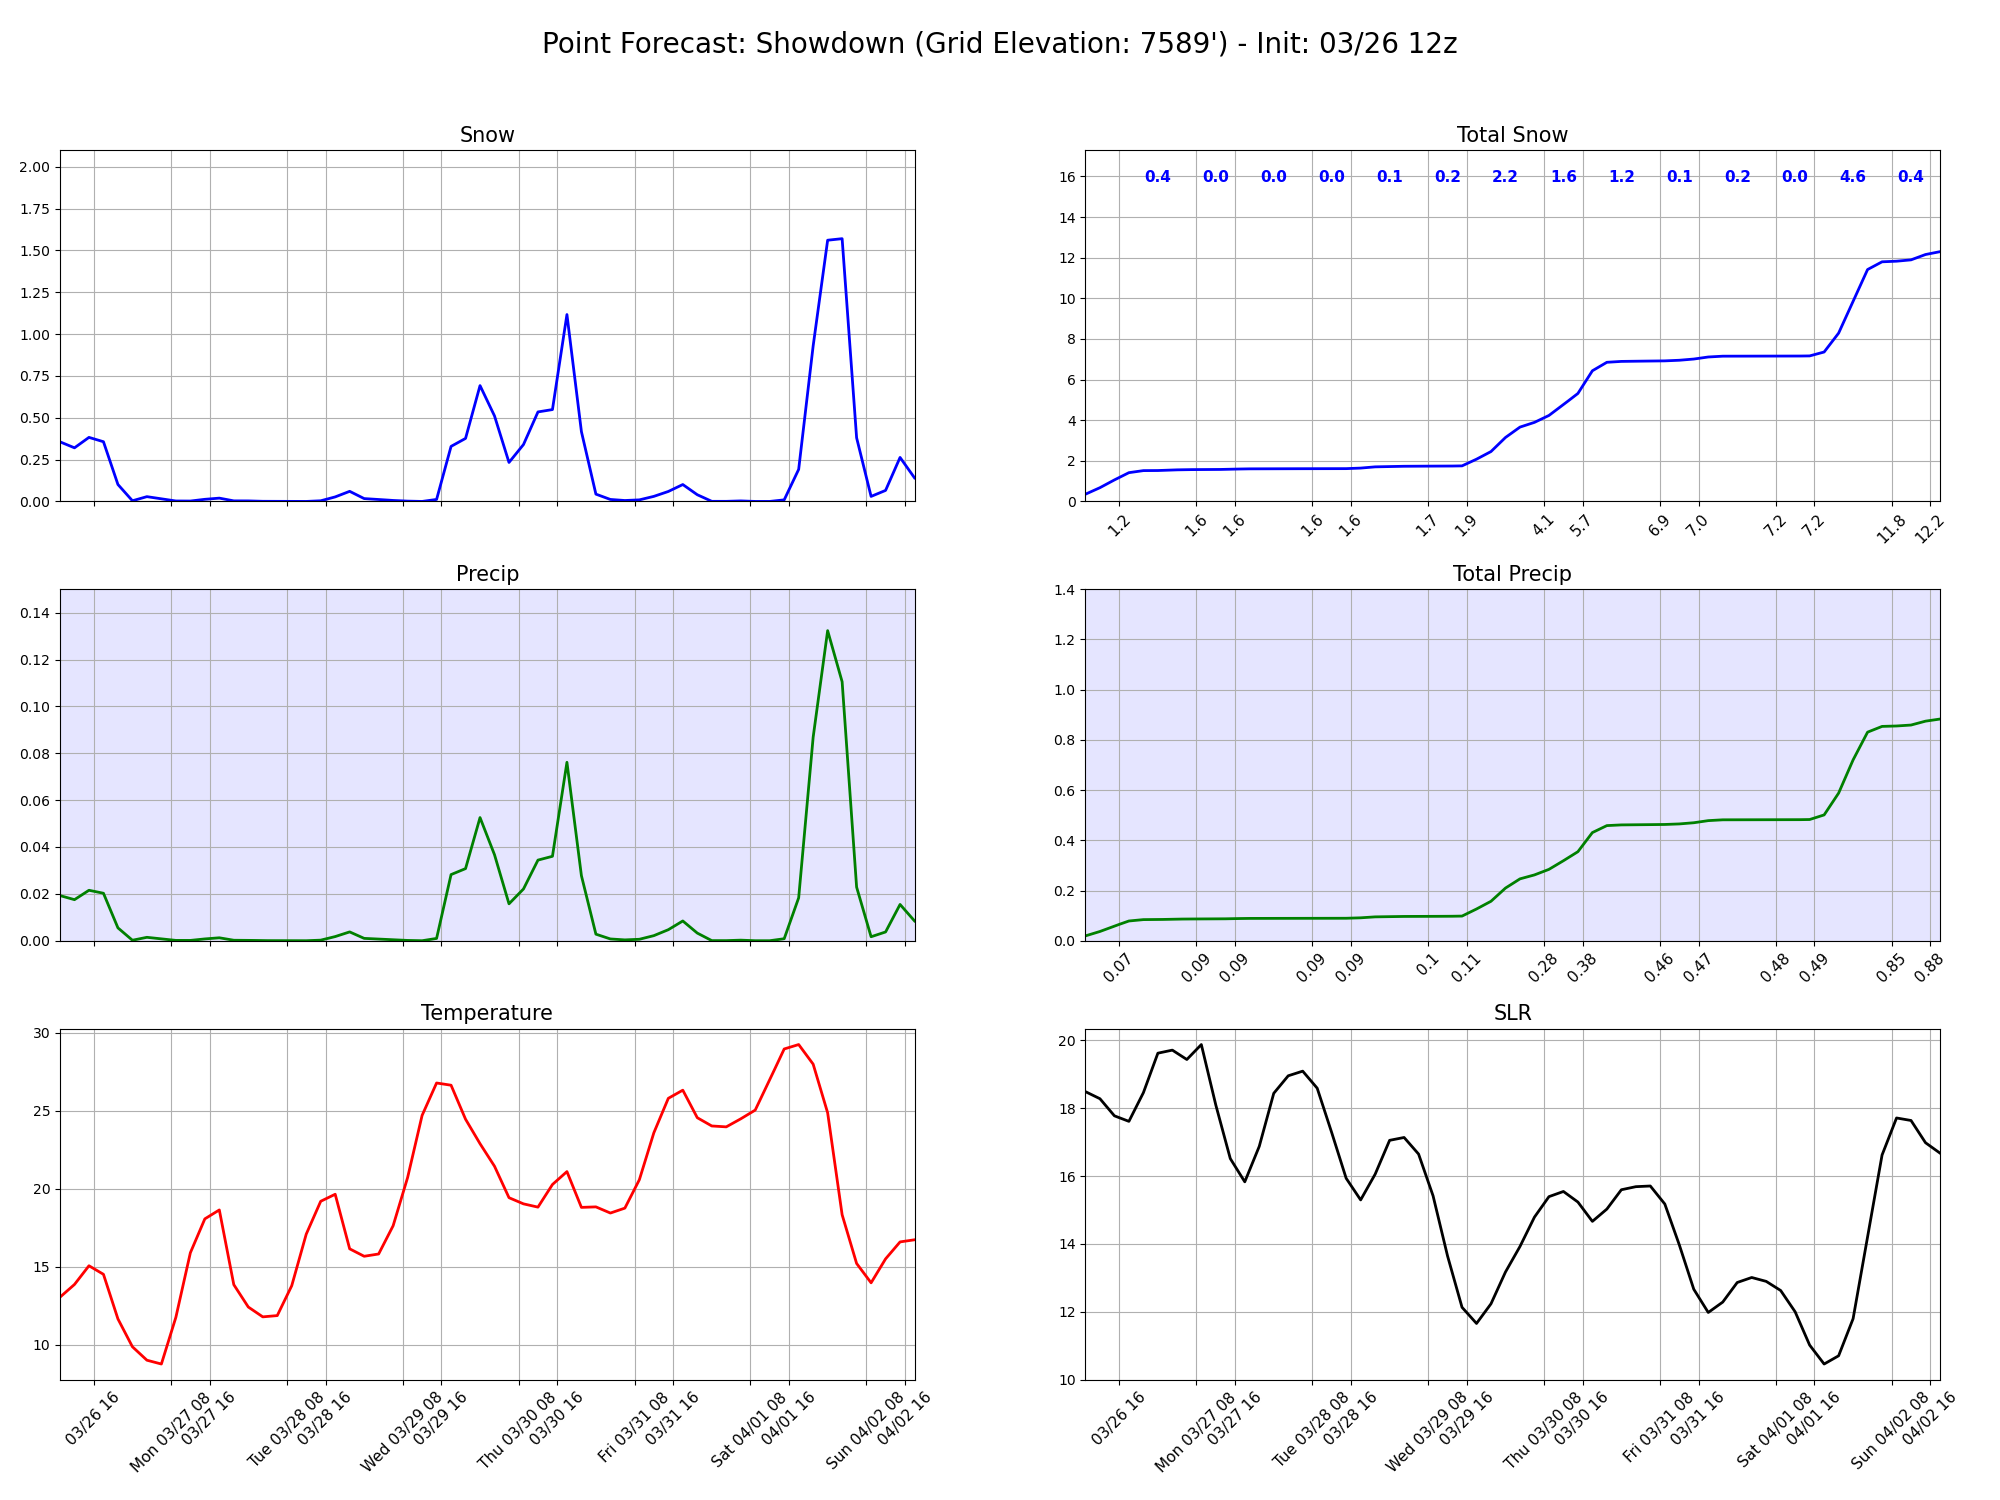 Point Forecast: Showdown (Grid Elevation: 7589') - Init: 03/26 12z
Snow
2.00
1.75
1.50
1.25
1.00
0.75
0.50
0.25
0.00
Total Snow
0.4 0.0 0.0 0.0 0.1 0.2 2.2 1.6 1.2 0.1 0.2 0.0 4.6 0.4
16
14
12
10
8
6
4
2
0
1.2 1.6 1.6 1.6 1.6 1.7 1.9 4.1 5.7 6.9 7.0 7.2 7.2 11.8 12.2
Precip
0.14
0.12
0.10
0.08
0.06
0.04
0.02
0.00
Total Precip
1.4
1.2
1.0
0.8
0.6
0.4
0.2
0.0
0.07 0.09 0.09 0.09 0.09 0.1 0.11 0.28 0.38 0.46 0.47 0.48 0.49 0.85 0.88
Temperature
30
25
20
15
10
03/26 16
Mon 03/27 08
03/27 16
Tue 03/28 08
03/28 16
Wed 03/29 08
03/29 16
Thu 03/30 08
03/30 16
Fri 03/31 08
03/31 16
Sat 04/01 08
04/01 16
Sun 04/02 08
04/02 16
SLR
20
18
16
14
12
10
03/26 16
Mon 03/27 08
03/27 16
Tue 03/28 08
03/28 16
Wed 03/29 08
03/29 16
Thu 03/30 08
03/30 16
Fri 03/31 08
03/31 16
Sat 04/01 08
04/01 16
Sun 04/02 08
04/02 16